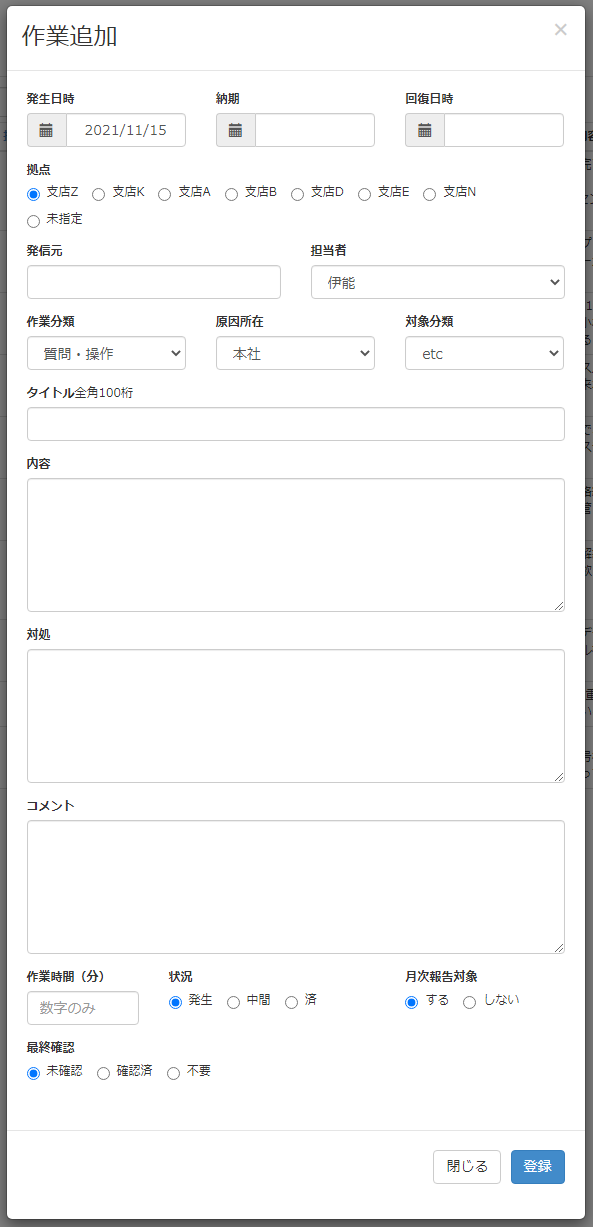 作業追加
×
発生日時 納期 回復日時
2021/11/15
拠点
支店Z 支店K 支店A 支店B 支店D 支店E 支店N
未指定
発信元 担当者
伊能
作業分類 原因所在 対象分類
質問・操作 本社 etc
タイトル全角100桁
内容
対処
コメント
作業時間（分） 状況 月次報告対象
数字のみ 発生 中間 済 する しない
最終確認
未確認 確認済 不要
閉じる 登録